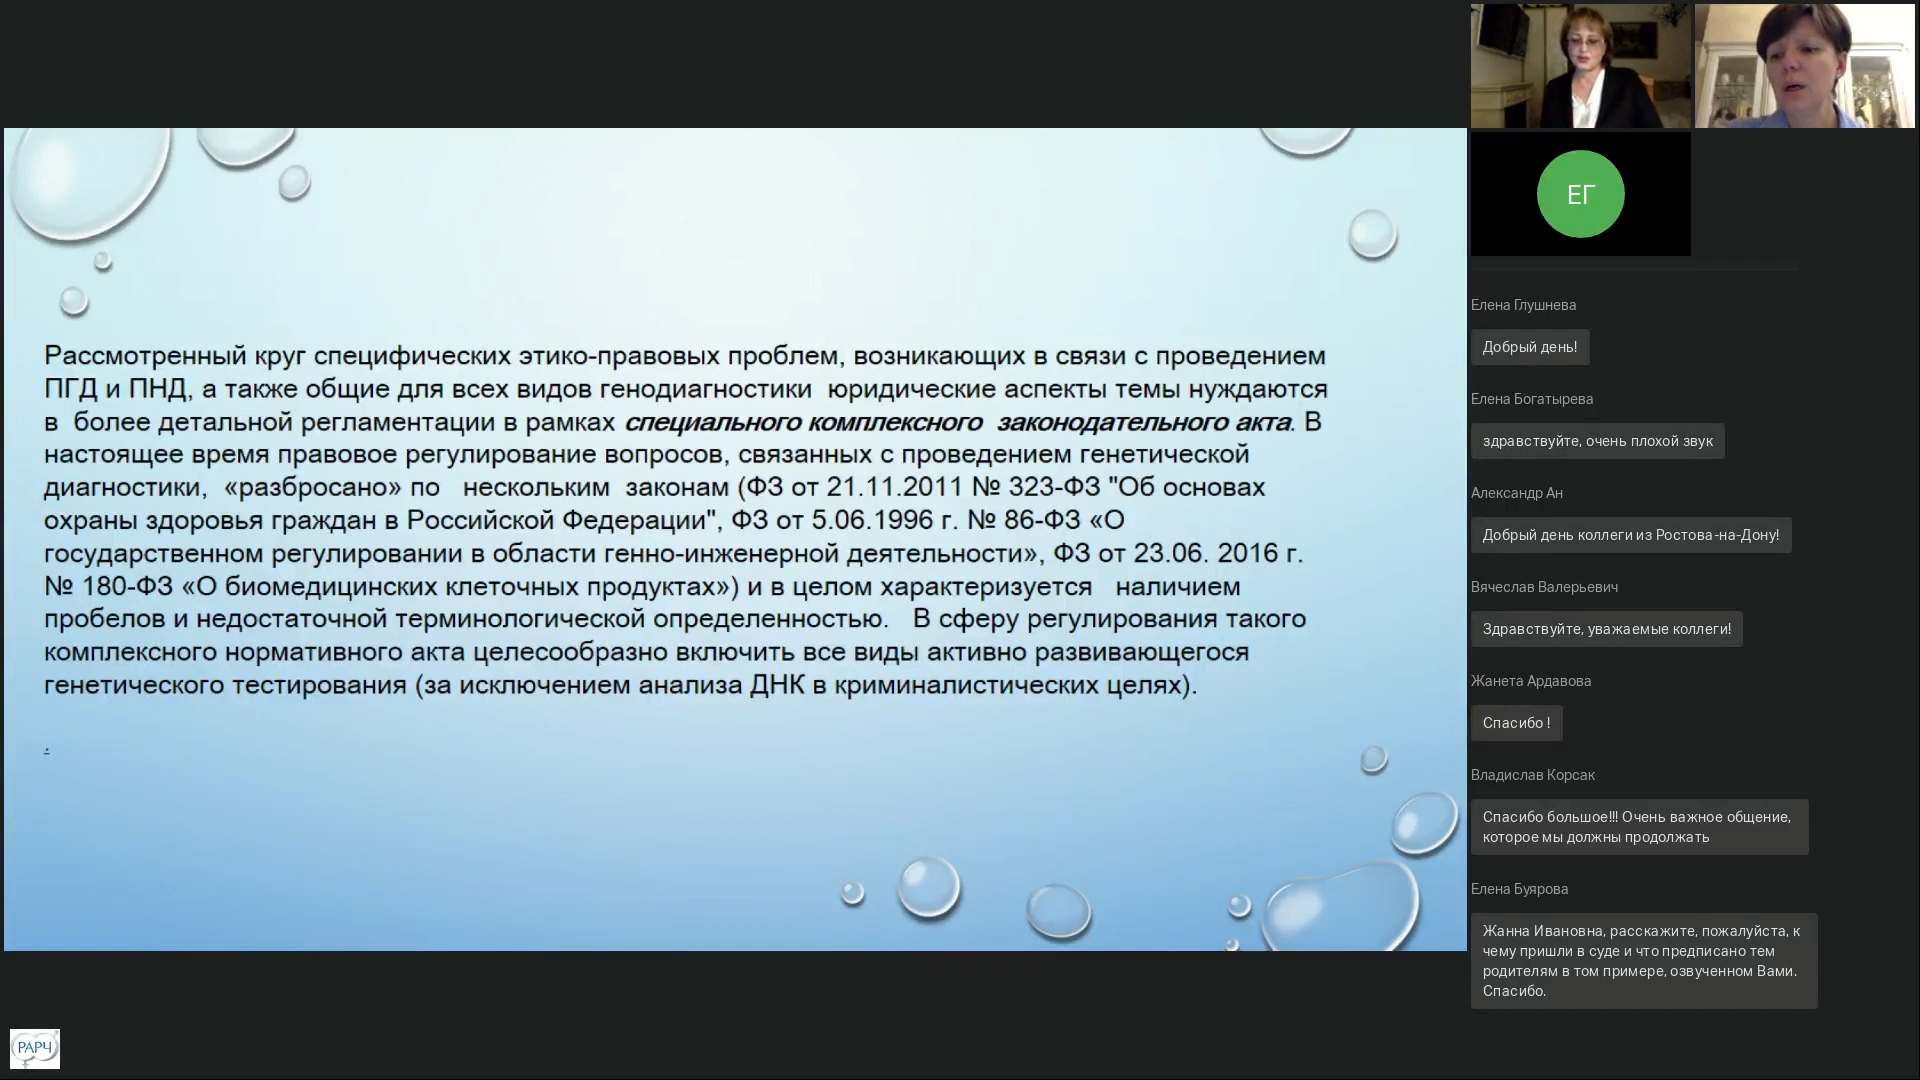 Рассмотренный круг специфических этико-правовых проблем, возникающих в связи с проведением
ПГД и ПНД, а также общие для всех видов генодиагностики юридические аспекты темы нуждаются
в более детальной регламентации в рамках специального комплексного законодательного акта. В
настоящее время правовое регулирование вопросов, связанных с проведением генетической
диагностики, «разбросано» по нескольким законам (ФЗ от 21.11.2011 № 323-ФЗ "Об основах
охраны здоровья граждан в Российской Федерации", ФЗ от 5.06.1996 г. № 86-ФЗ «О
государственном регулировании в области генно-инженерной деятельности», ФЗ от 23.06. 2016 г.
№ 180-ФЗ «О биомедицинских клеточных продуктах») и в целом характеризуется наличием
пробелов и недостаточной терминологической определенностью. В сферу регулирования такого
комплексного нормативного акта целесообразно включить все виды активно развивающегося
генетического тестирования (за исключением анализа ДНК в криминалистических целях).
.
РАРЧ
ЕГ
Елена Глушнева
Добрый день!
Елена Богатырева
здравствуйте, очень плохой звук
Александр Ан
Добрый день коллеги из Ростова-на-Дону!
Вячеслав Валерьевич
Здравствуйте, уважаемые коллеги!
Жанета Ардавова
Спасибо !
Владислав Корсак
Спасибо большое!!! Очень важное общение,
которое мы должны продолжать
Елена Буярова
Жанна Ивановна, расскажите, пожалуйста, к
чему пришли в суде и что предписано тем
родителям в том примере, озвученном Вами.
Спасибо.